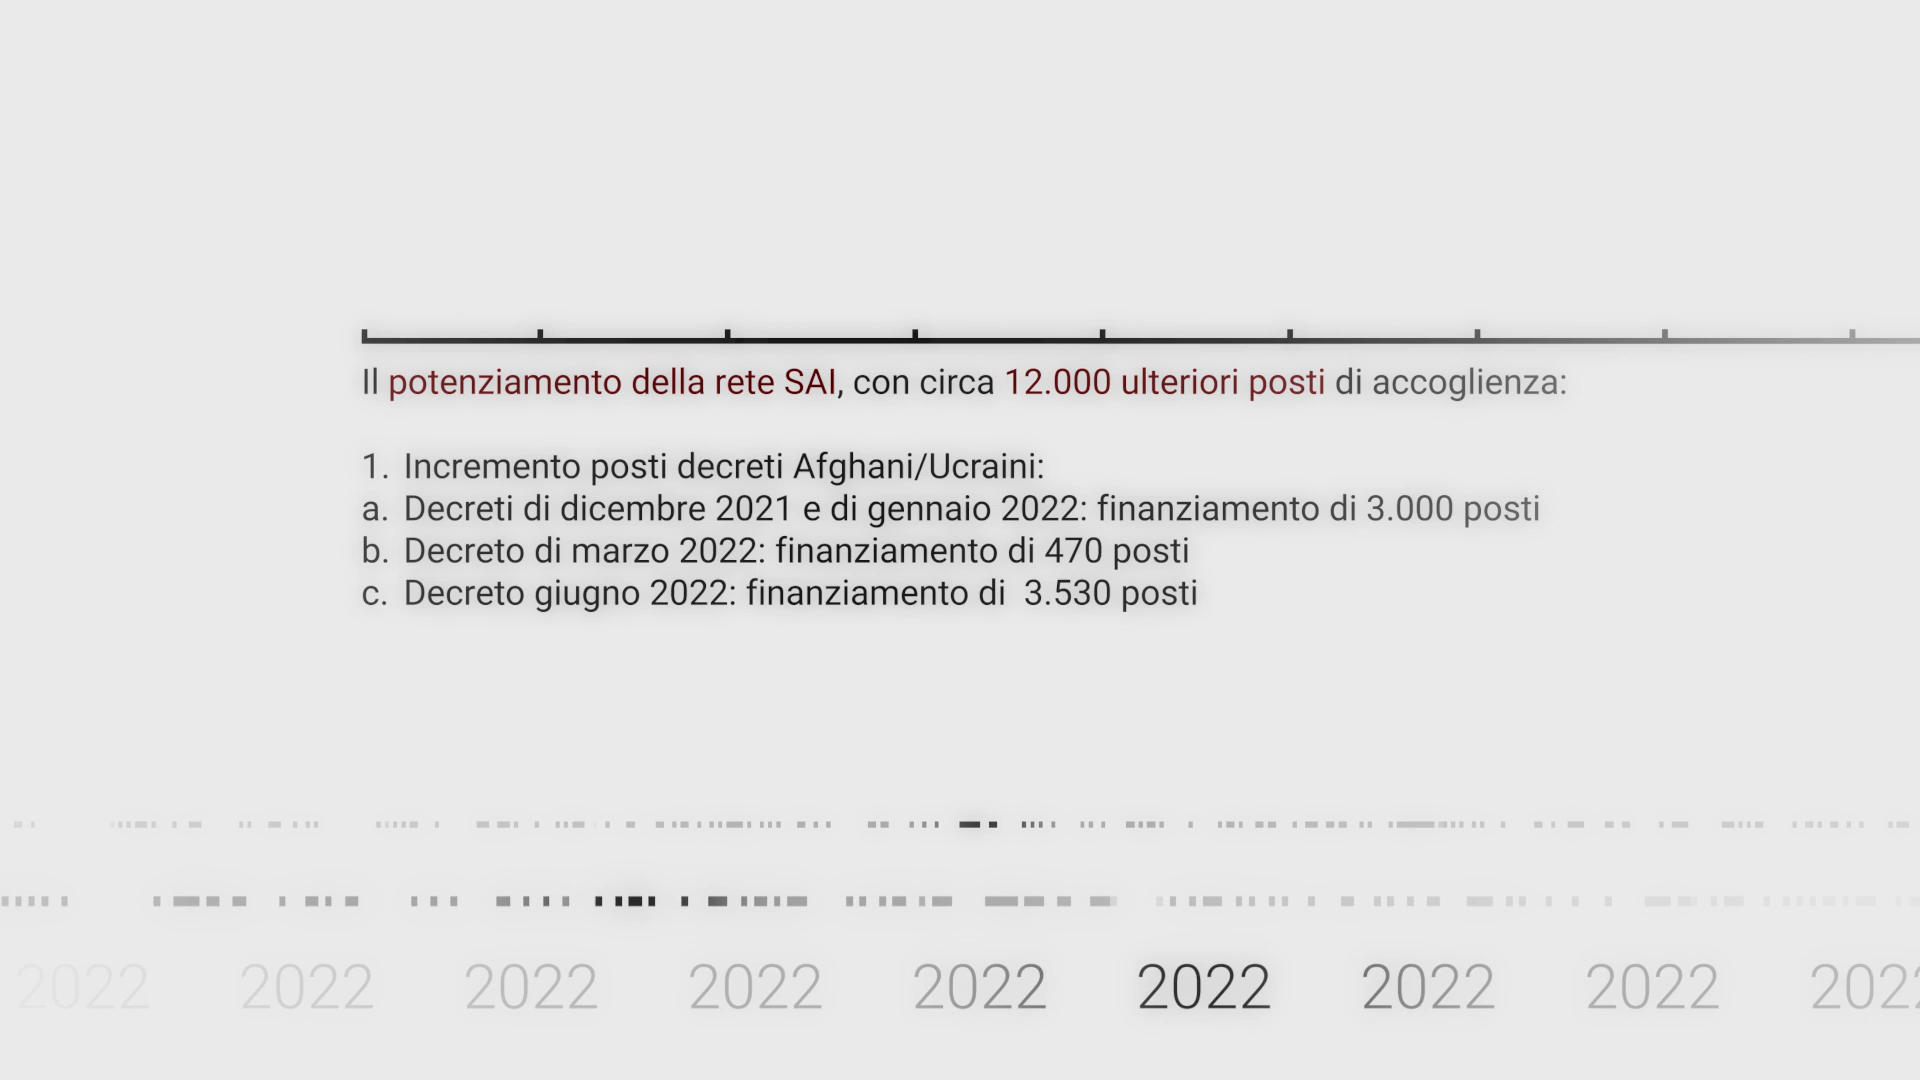 Il potenziamento della rete SAI, con circa 12.000 ulteriori posti di accoglienza:
1. Incremento posti decreti Afghani/Ucraini:
a. Decreti di dicembre 2021 e di gennaio 2022: finanziamento di 3.000 posti
b. Decreto di marzo 2022: finanziamento di 470 posti
c. Decreto giugno 2022: finanziamento di  3.530 posti
2022 2022 2022 2022 2022 2022 2022 2022 2022